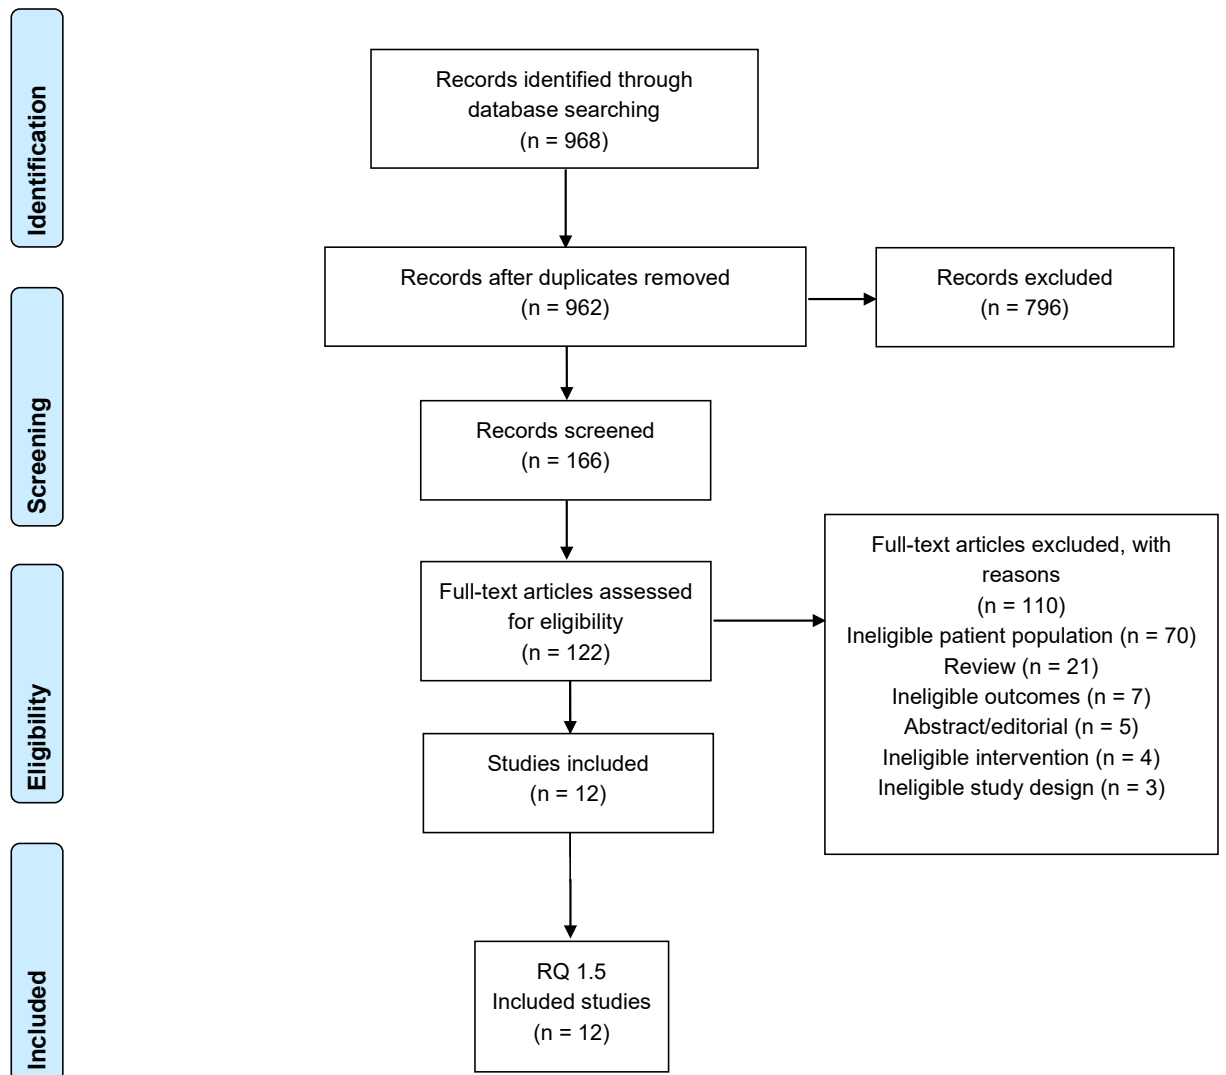 Identification
Records identified through
database searching
(n = 968)
Records after duplicates removed
(n = 962)
Records excluded
(n = 796)
Screening
Records screened
(n = 166)
Eligibility
Full-text articles assessed
for eligibility
(n = 122)
Full-text articles excluded, with
reasons
(n = 110)
Ineligible patient population (n = 70)
Review (n = 21)
Ineligible outcomes (n = 7)
Abstract/editorial (n = 5)
Ineligible intervention (n = 4)
Ineligible study design (n = 3)
Studies included
(n = 12)
Included
RQ 1.5
Included studies
(n = 12)